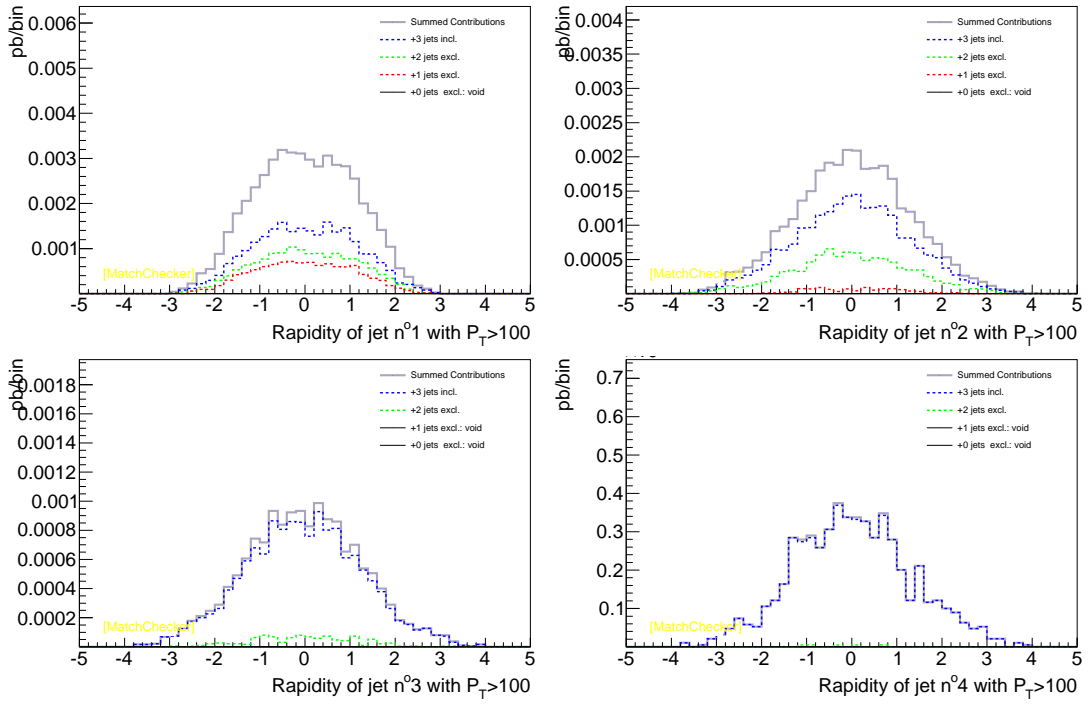 pb/bin
0.006
0.005
0.004
0.003
0.002
0.001
Summed Contributions
+3 jets incl.
+2 jets excl.
+1 jets excl.
+0 jets excl.: void
[MatchChecker]
-5 -4 -3 -2 -1 0 1 2 3 4 5
Rapidity of jet nº1 with P_T>100
pb/bin
0.004
0.0035
0.003
0.0025
0.002
0.0015
0.001
0.0005
Summed Contributions
+3 jets incl.
+2 jets excl.
+1 jets excl.
+0 jets excl.: void
[MatchChecker]
-5 -4 -3 -2 -1 0 1 2 3 4 5
Rapidity of jet nº2 with P_T>100
pb/bin
0.0018
0.0016
0.0014
0.0012
0.001
0.0008
0.0006
0.0004
0.0002
Summed Contributions
+3 jets incl.
+2 jets excl.
+1 jets excl.: void
+0 jets excl.: void
[MatchChecker]
-5 -4 -3 -2 -1 0 1 2 3 4 5
Rapidity of jet nº3 with P_T>100
pb/bin
0.7
0.6
0.5
0.4
0.3
0.2
0.1
Summed Contributions
+3 jets incl.
+2 jets excl.
+1 jets excl.: void
+0 jets excl.: void
[MatchChecker]
-5 -4 -3 -2 -1 0 1 2 3 4 5
Rapidity of jet nº4 with P_T>100